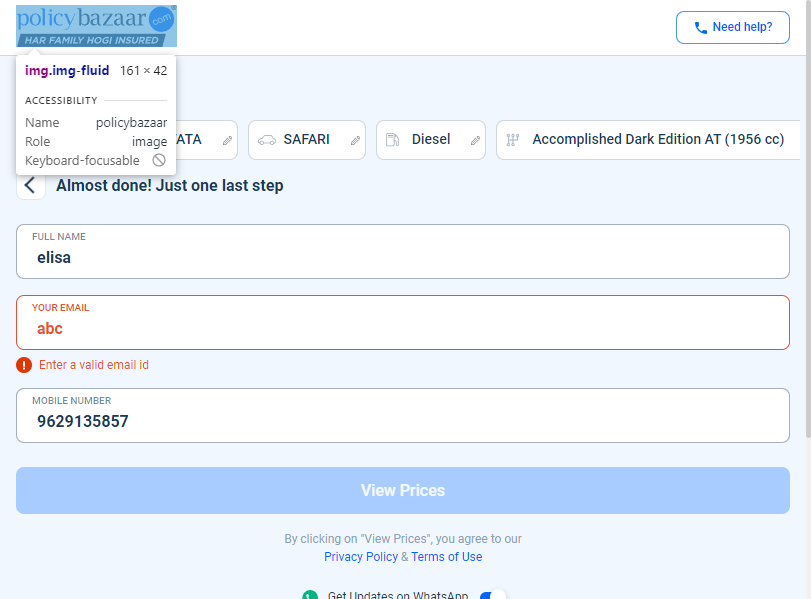 policybazaar.com
HAR FAMILY HOGI INSURED
Need help?
img.img-fluid 161 × 42
ACCESSIBILITY
Name policybazaar
Role image
Keyboard-focusable
SAFARI
Diesel
Accomplished Dark Edition AT (1956 cc)
Almost done! Just one last step
FULL NAME
elisa
YOUR EMAIL
abc
Enter a valid email id
MOBILE NUMBER
9629135857
View Prices
By clicking on "View Prices", you agree to our
Privacy Policy & Terms of Use
Get Updates on WhatsApp